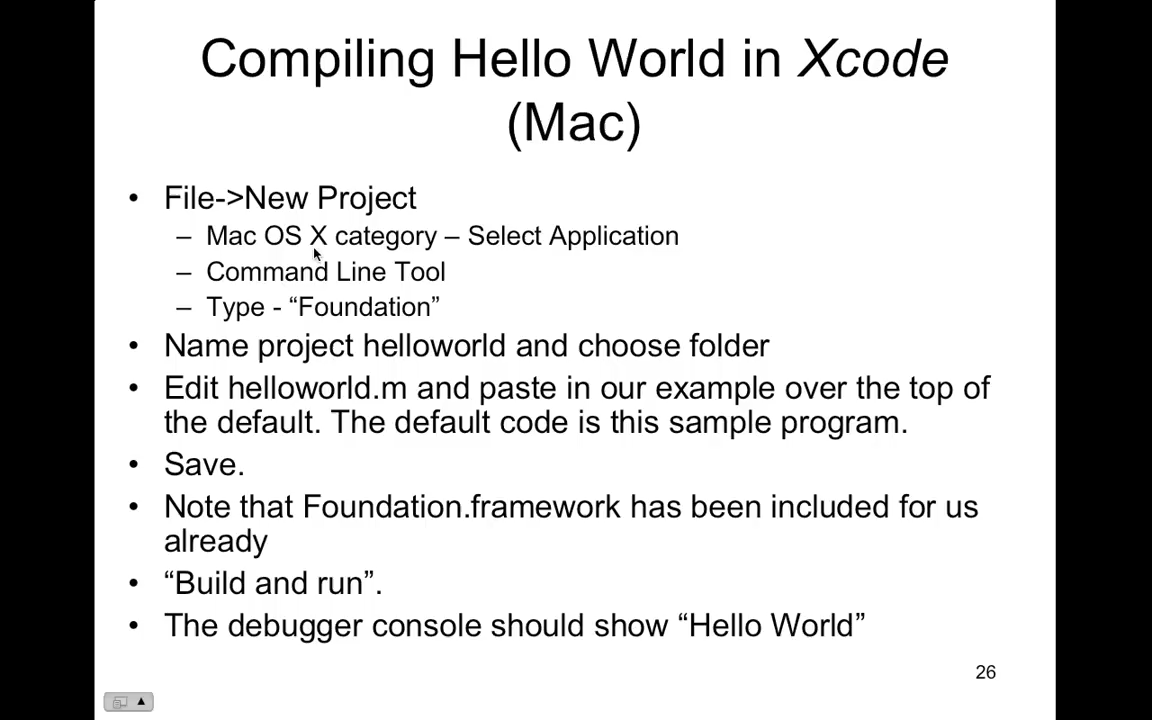 Compiling Hello World in Xcode
(Mac)
• File->New Project
– Mac OS X category – Select Application
– Command Line Tool
– Type - “Foundation”
• Name project helloworld and choose folder
• Edit helloworld.m and paste in our example over the top of
the default. The default code is this sample program.
• Save.
• Note that Foundation.framework has been included for us
already
• “Build and run”.
• The debugger console should show “Hello World”
26